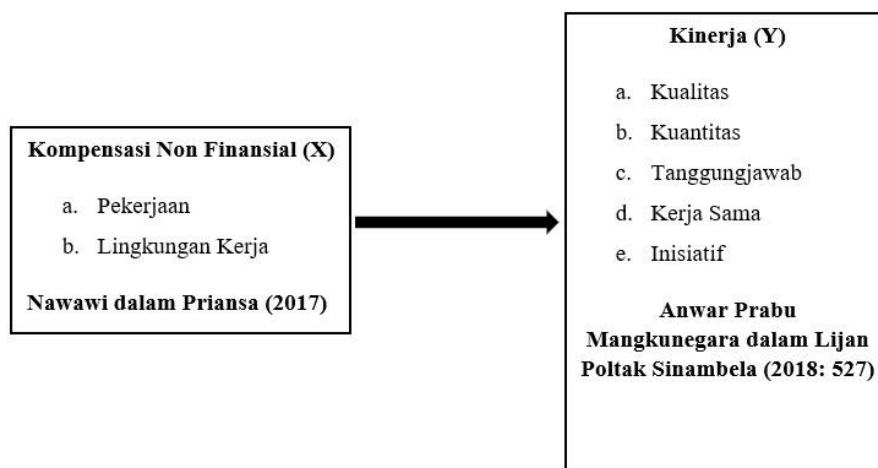 Kompensasi Non Finansial (X)
a. Pekerjaan
b. Lingkungan Kerja
Nawawi dalam Priansa (2017)
Kinerja (Y)
a. Kualitas
b. Kuantitas
c. Tanggungjawab
d. Kerja Sama
e. Inisiatif
Anwar Prabu
Mangkunegara dalam Lijan
Poltak Sinambela (2018: 527)